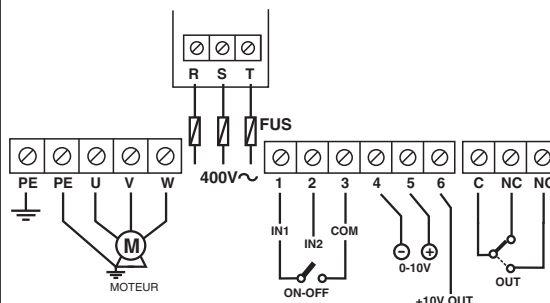 R S T
FUS
400V~
PE PE U V W
1 2 3 4 5 6
C NC NO
IN1
IN2
COM
M
MOTEUR
ON-OFF
- +
0-10V
+10V OUT
OUT